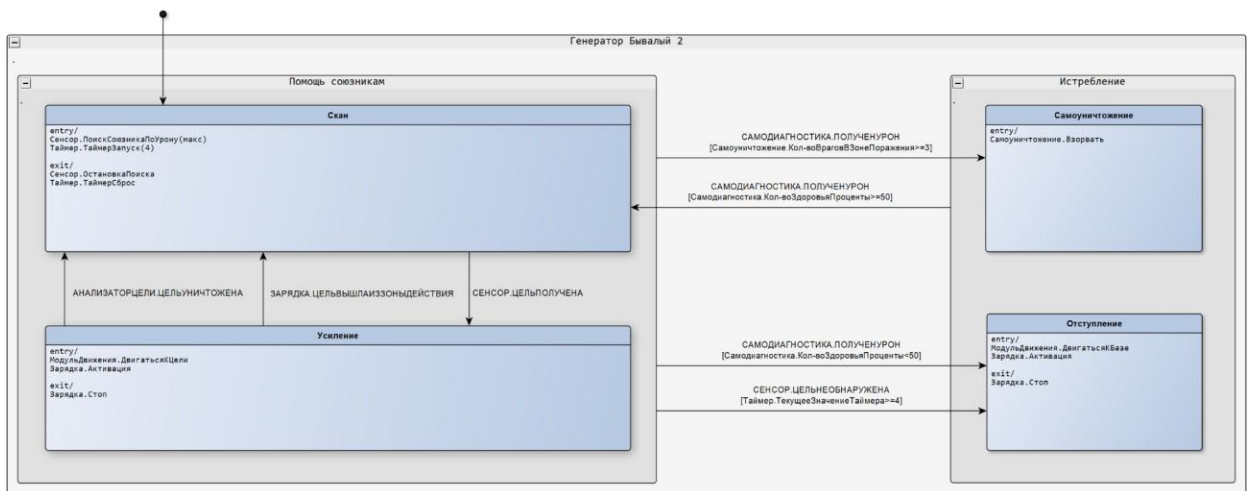 Генератор Бывалый 2
Помощь союзникам
Скан
entry/
Сенсор.ПоискСоюзникаПоУрону(макс)
Таймер.ТаймерЗапуск(4)
exit/
Сенсор.ОстановкаПоиска
Таймер.ТаймерСброс
АНАЛИЗАТОРЦЕЛИ.ЦЕЛЬУНИЧТОЖЕНА
ЗАРЯДКА.ЦЕЛЬВЫШЛАИЗЗОНЫДЕЙСТВИЯ
СЕНСОР.ЦЕЛЬПОЛУЧЕНА
Усиление
entry/
МодульДвижения.ДвигатьсяКЦели
Зарядка.Активация
exit/
Зарядка.Стоп
САМОДИАГНОСТИКА.ПОЛУЧЕНУРОН
[Самоуничтожение.Кол-воВраговВЗонеПоражения>=3]
САМОДИАГНОСТИКА.ПОЛУЧЕНУРОН
[Самодиагностика.Кол-воЗдоровьяПроценты>=50]
САМОДИАГНОСТИКА.ПОЛУЧЕНУРОН
[Самодиагностика.Кол-воЗдоровьяПроценты<50]
СЕНСОР.ЦЕЛЬНЕОБНАРУЖЕНА
[Таймер.ТекущееЗначениеТаймера>=4]
Истребление
Самоуничтожение
entry/
Самоуничтожение.Взорвать
Отступление
entry/
МодульДвижения.ДвигатьсяКБазе
Зарядка.Активация
exit/
Зарядка.Стоп